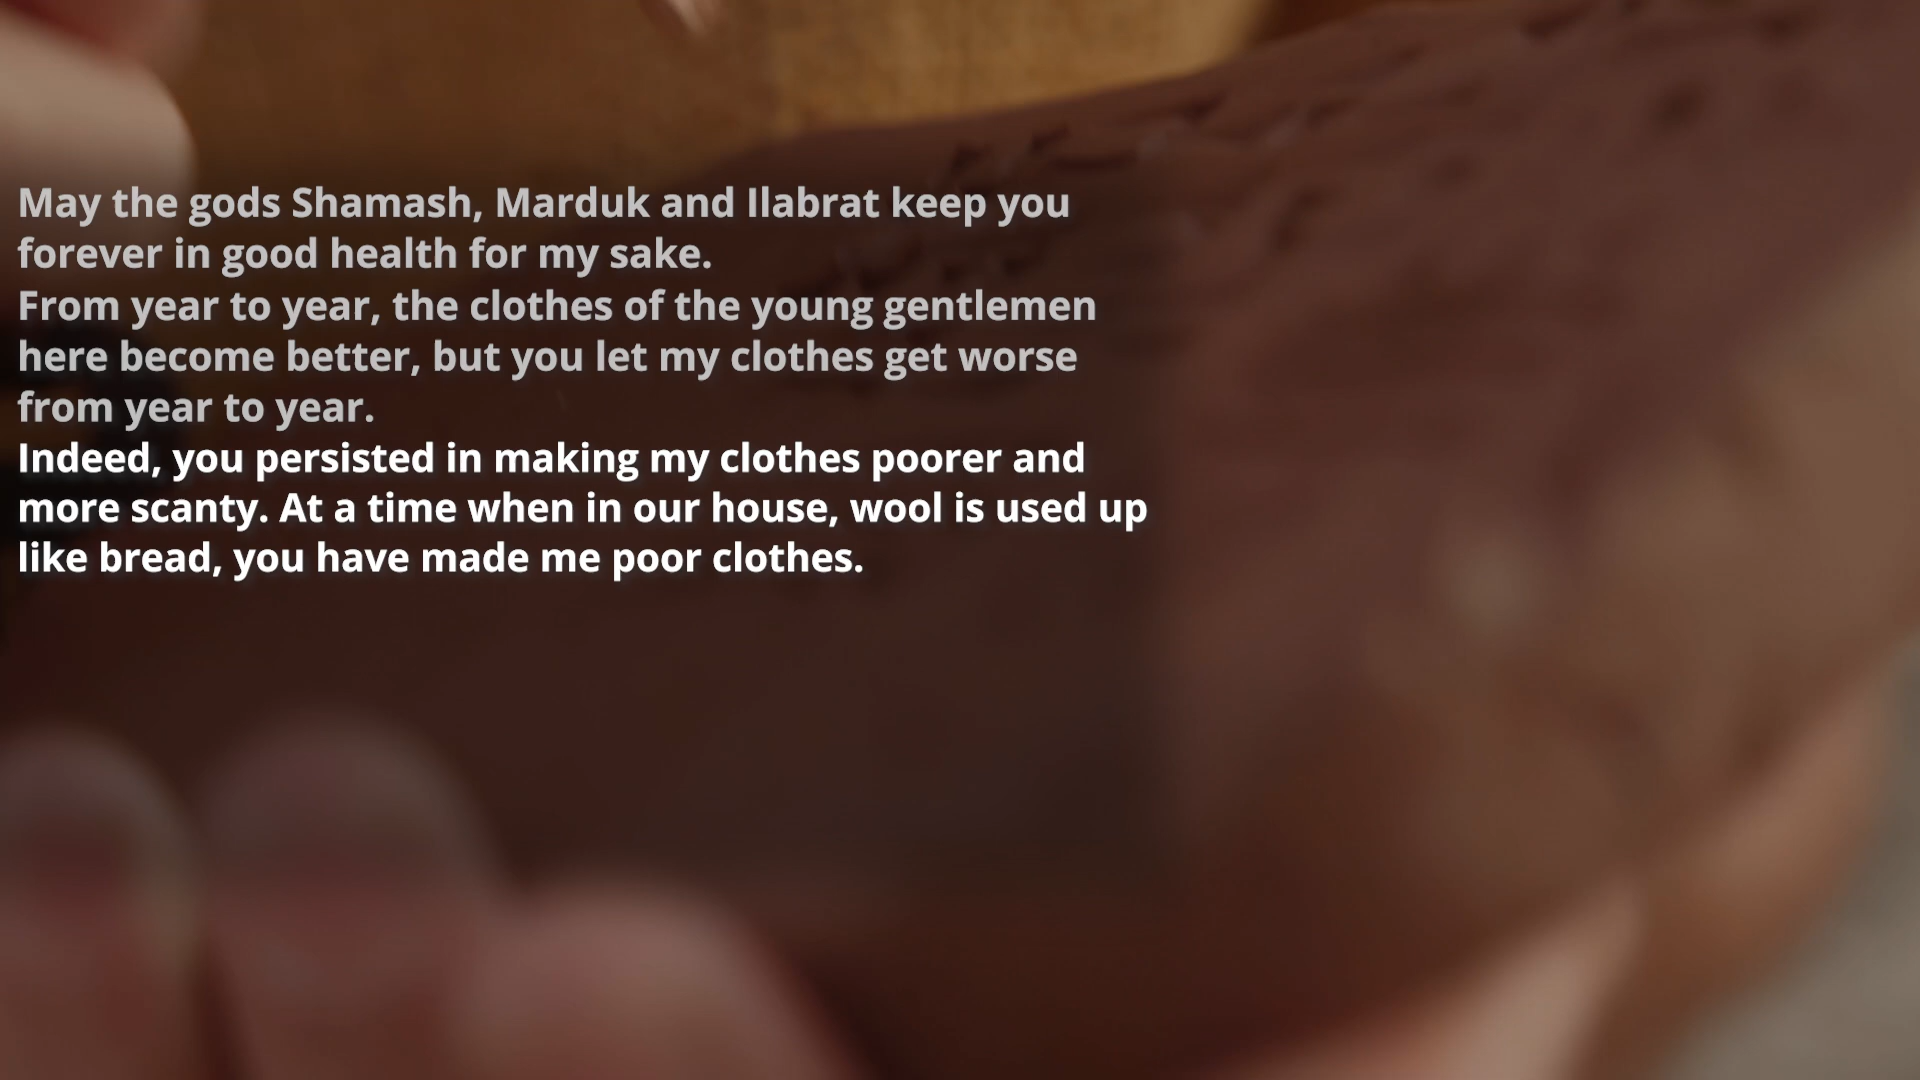 May the gods Shamash, Marduk and Ilabrat keep you
forever in good health for my sake.
From year to year, the clothes of the young gentlemen
here become better, but you let my clothes get worse
from year to year.
Indeed, you persisted in making my clothes poorer and
more scanty. At a time when in our house, wool is used up
like bread, you have made me poor clothes.